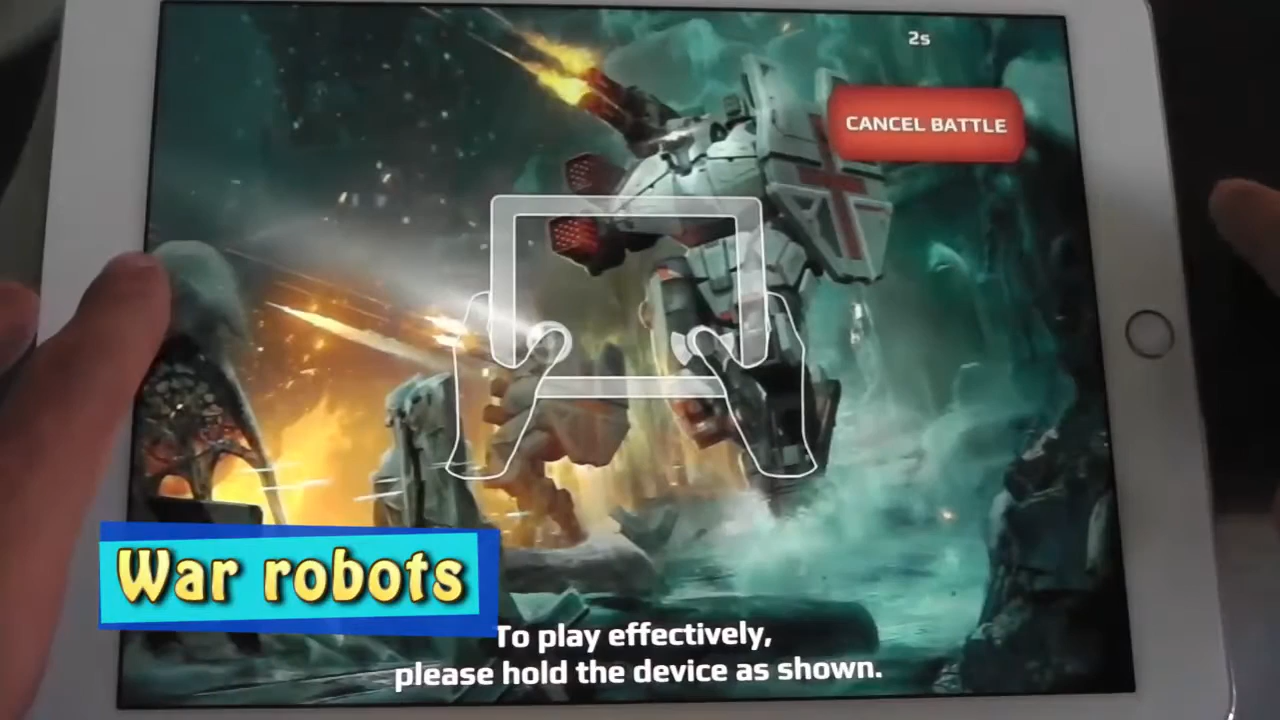 2s
CANCEL BATTLE
War robots
To play effectively,
please hold the device as shown.